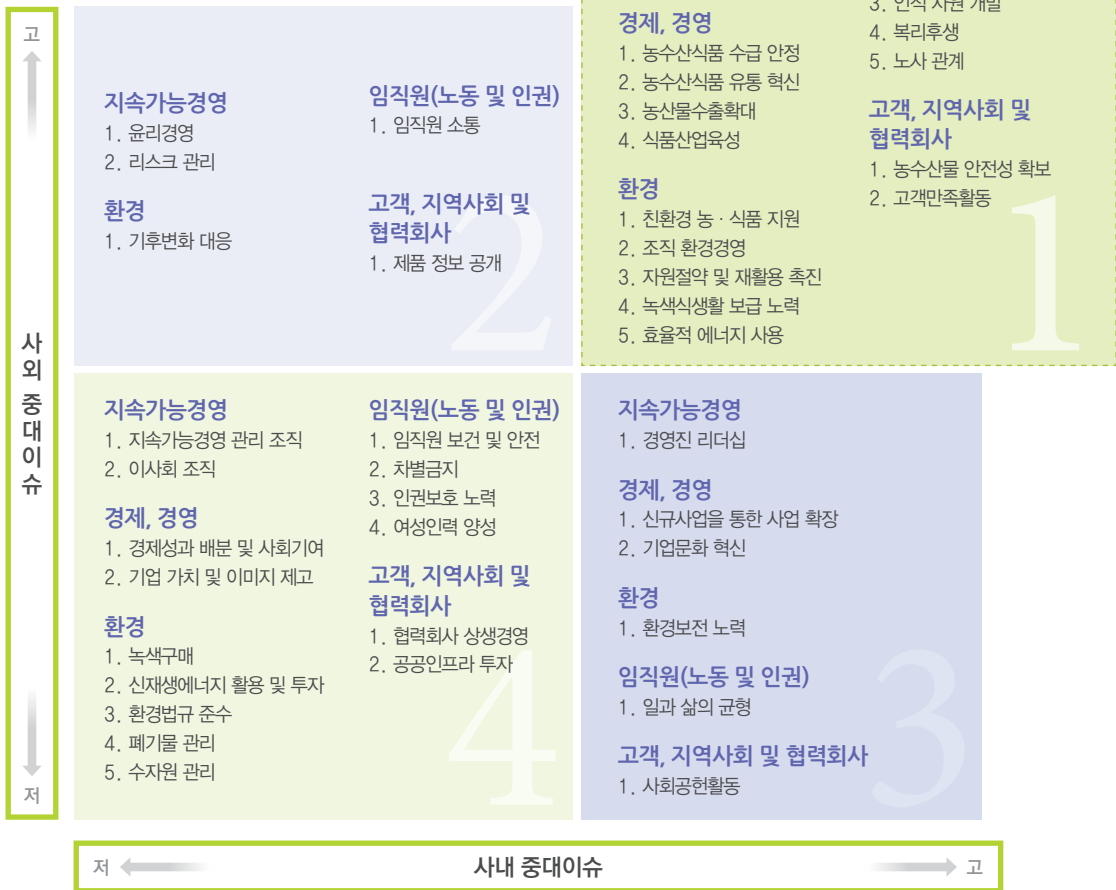 고
사외 중대이슈
저
지속가능경영
1. 윤리경영
2. 리스크 관리
환경
1. 기후변화 대응
임직원(노동 및 인권)
1. 임직원 소통
고객, 지역사회 및
협력회사
1. 제품 정보 공개
2
경제, 경영
1. 농수산식품 수급 안정
2. 농수산식품 유통 혁신
3. 농산물수출확대
4. 식품산업육성
환경
1. 친환경 농 · 식품 지원
2. 조직 환경경영
3. 자원절약 및 재활용 촉진
4. 녹색식생활 보급 노력
5. 효율적 에너지 사용
3. 인적 자원 개발
4. 복리후생
5. 노사 관계
고객, 지역사회 및
협력회사
1. 농수산물 안전성 확보
2. 고객만족활동
1
지속가능경영
1. 지속가능경영 관리 조직
2. 이사회 조직
경제, 경영
1. 경제성과 배분 및 사회기여
2. 기업 가치 및 이미지 제고
환경
1. 녹색구매
2. 신재생에너지 활용 및 투자
3. 환경법규 준수
4. 폐기물 관리
5. 수자원 관리
임직원(노동 및 인권)
1. 임직원 보건 및 안전
2. 차별금지
3. 인권보호 노력
4. 여성인력 양성
고객, 지역사회 및
협력회사
1. 협력회사 상생경영
2. 공공인프라 투자
4
지속가능경영
1. 경영진 리더십
경제, 경영
1. 신규사업을 통한 사업 확장
2. 기업문화 혁신
환경
1. 환경보전 노력
임직원(노동 및 인권)
1. 일과 삶의 균형
고객, 지역사회 및 협력회사
1. 사회공헌활동
3
저 사내 중대이슈 고